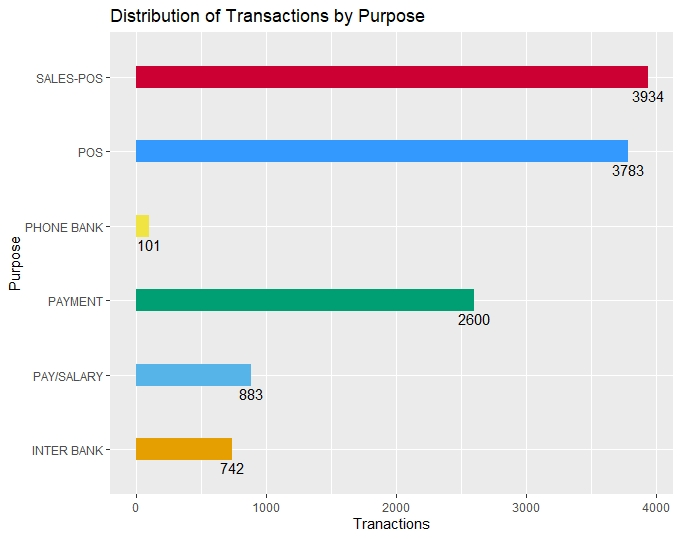 Distribution of Transactions by Purpose
SALES-POS
3934
POS
3783
PHONE BANK
101
PAYMENT
2600
PAY/SALARY
883
INTER BANK
742
Purpose
0 1000 2000 3000 4000
Tranactions